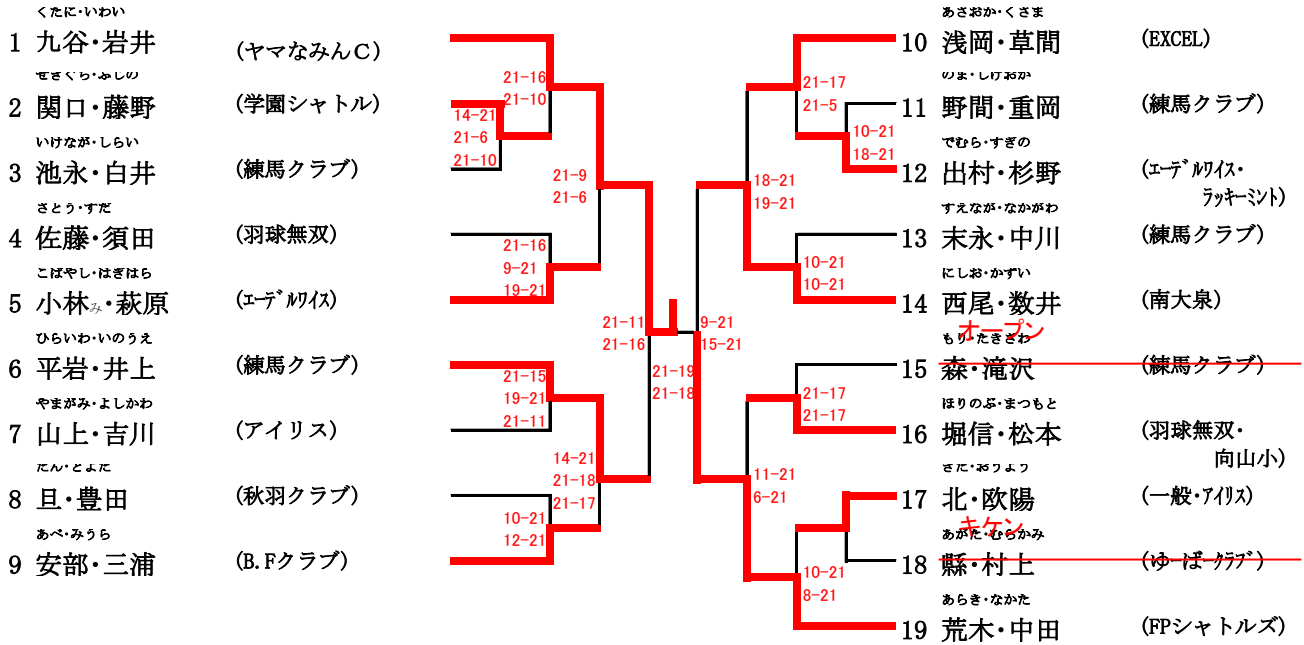 くたに・いわい
1 九谷・岩井 (ヤマなみんC)
せきぐち・ふじの
2 関口・藤野 (学園シャトル)
いけなが・しらい
3 池永・白井 (練馬クラブ)
さとう・すだ
4 佐藤・須田 (羽球無双)
こばやし・はぎはら
5 小林み・萩原 (エーデルワイス)
ひらいわ・いのうえ
6 平岩・井上 (練馬クラブ)
やまがみ・よしかわ
7 山上・吉川 (アイリス)
たん・とよた
8 旦・豊田 (秋羽クラブ)
あべ・みうら
9 安部・三浦 (B.Fクラブ)
21-16
21-10
14-21
21-6
21-10
21-9
21-6
21-16
9-21
19-21
21-11
21-16
21-15
19-21
21-11
14-21
21-18
21-17
10-21
12-21
21-19
21-18
9-21
15-21
21-17
21-5
10-21
18-21
18-21
19-21
10-21
10-21
21-17
21-17
11-21
6-21
10-21
8-21
あさおか・くさま
10 浅岡・草間 (EXCEL)
のま・しげおか
11 野間・重岡 (練馬クラブ)
でむら・すぎの
12 出村・杉野 (エーデルワイス・
ラッキーミント)
すえなが・なかがわ
13 末永・中川 (練馬クラブ)
にしお・かずい
14 西尾・数井 (南大泉)
オープン
もり・たきざわ
15 森・滝沢 (練馬クラブ)
ほりのぶ・まつもと
16 堀信・松本 (羽球無双・
向山小)
きた・おうよう
17 北・欧陽 (一般・アイリス)
キケン
あがた・むらかみ
18 縣・村上 (ゆーぱークラブ)
あらき・なかた
19 荒木・中田 (FPシャトルズ)